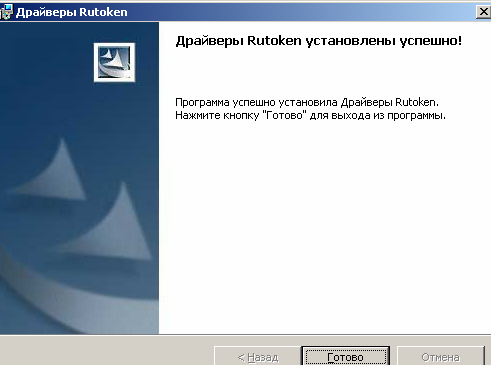 Драйверы Rutoken
Драйверы Rutoken установлены успешно!
Программа успешно установила Драйверы Rutoken.
Нажмите кнопку "Готово" для выхода из программы.
< Назад
Готово
Отмена